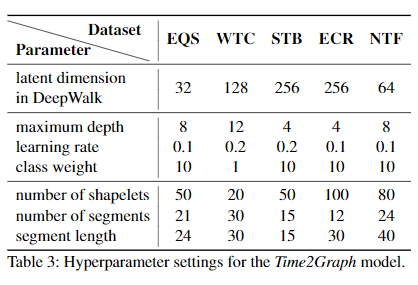 Dataset
Parameter
EQS WTC STB ECR NTF
latent dimension
in DeepWalk
32 128 256 256 64
maximum depth 8 12 4 4 8
learning rate 0.1 0.2 0.2 0.1 0.1
class weight 10 1 10 10 10
number of shapelets 50 20 50 100 80
number of segments 21 30 15 12 24
segment length 24 30 15 30 40
Table 3: Hyperparameter settings for the Time2Graph model.